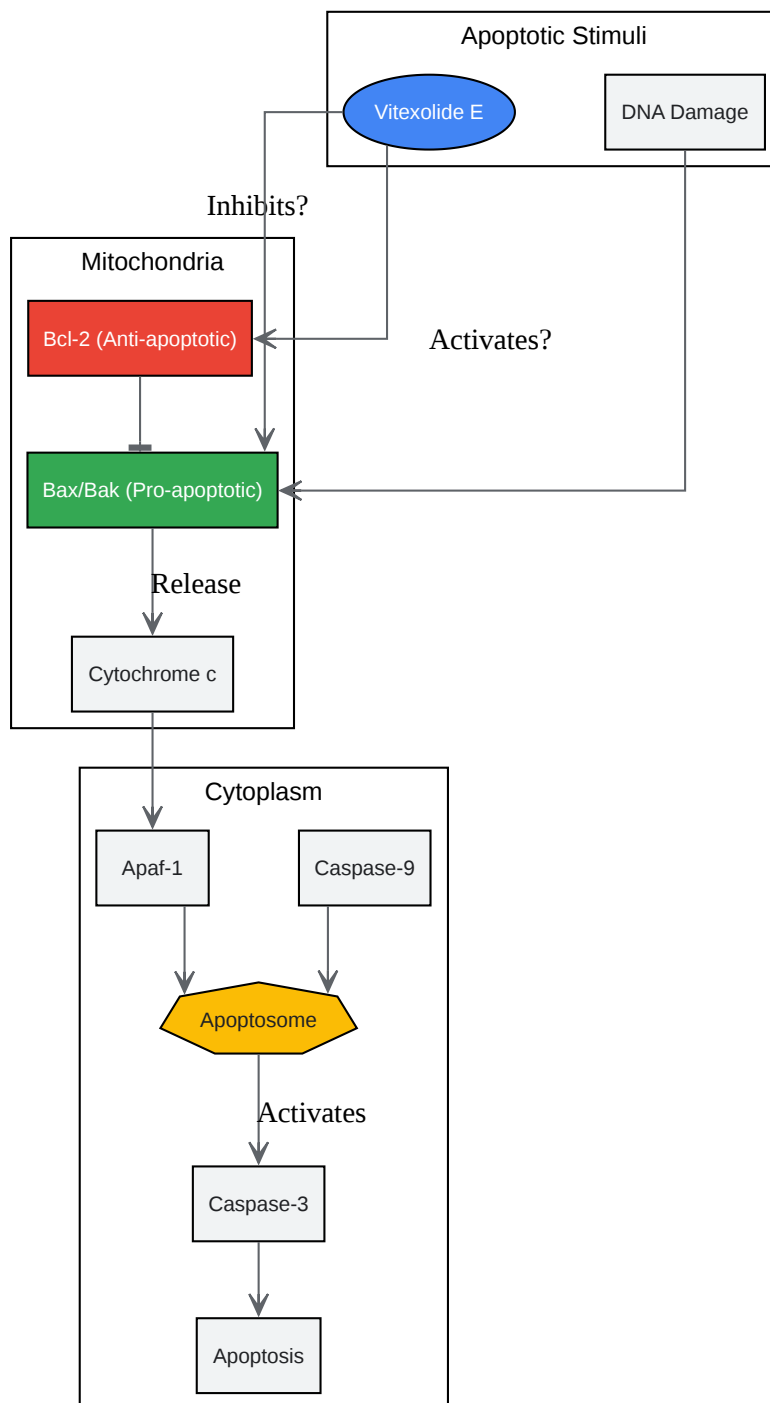 Apoptotic Stimuli
Vitexolide E
DNA Damage
Inhibits?
Mitochondria
Bcl-2 (Anti-apoptotic)
Activates?
Bax/Bak (Pro-apoptotic)
Release
Cytochrome c
Cytoplasm
Apaf-1
Caspase-9
Apoptosome
Activates
Caspase-3
Apoptosis